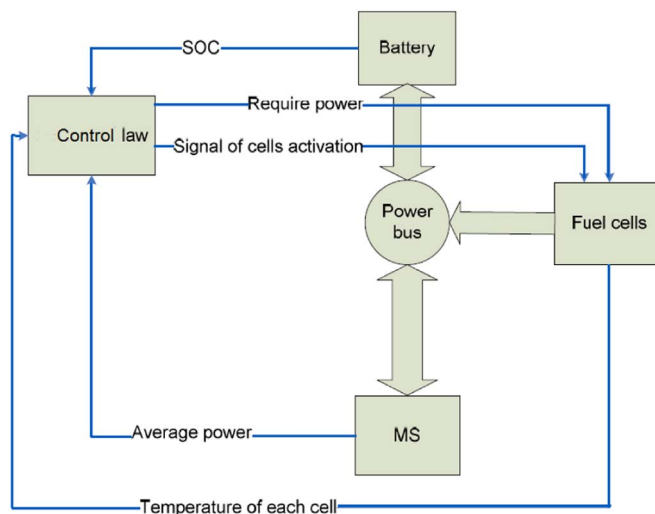 SOC
Battery
Require power
Control law
Signal of cells activation
Power
bus
Fuel cells
Average power
MS
Temperature of each cell